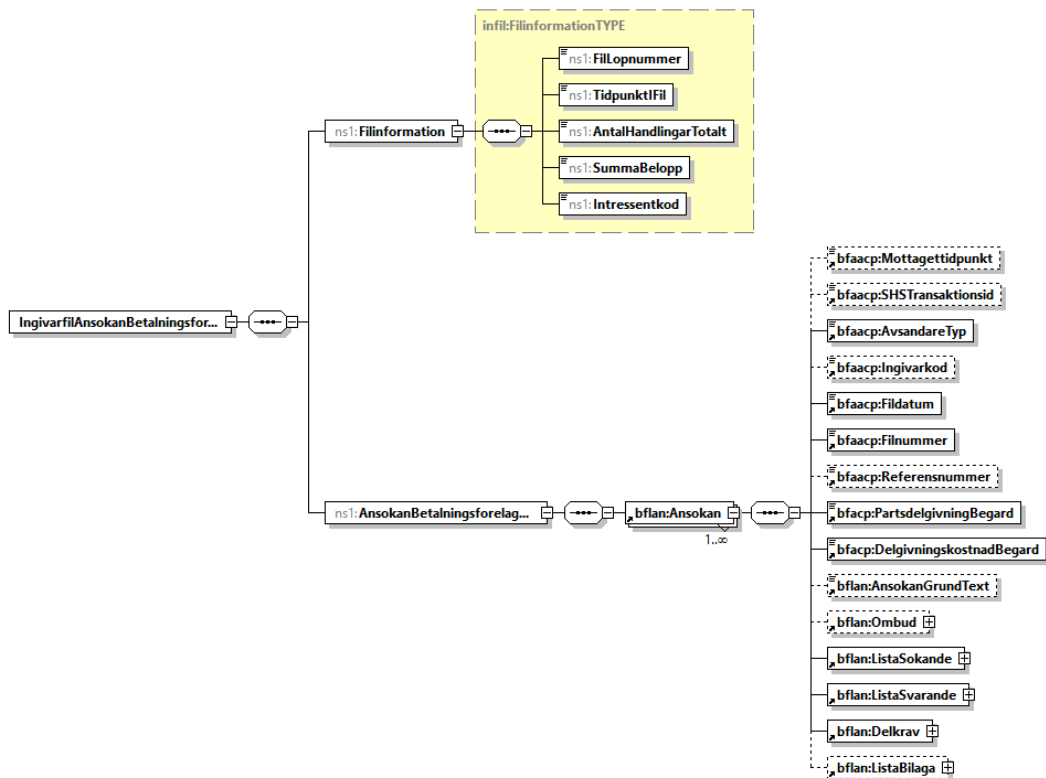 infil:FilinformationTYPE
ns1:FilLopnummer
ns1:TidpunktIFil
ns1:Filinformation
ns1:AntalHandlingarTotalt
ns1:SummaBelopp
ns1:Intressentkod
IngivarfilAnsokanBetalningsfor...
ns1:AnsokanBetalningsforelag...
bflan:Ansokan
1..∞
bfaacp:Mottagettidpunkt
bfaacp:SHSTransaktionsid
bfaacp:AvsandareTyp
bfaacp:Ingivarkod
bfaacp:Fildatum
bfaacp:Filnummer
bfaacp:Referensnummer
bfacp:PartsdelgivningBegard
bfacp:DelgivningskostnadBegard
bflan:AnsokanGrundText
bflan:Ombud
bflan:ListaSokande
bflan:ListaSvarande
bflan:Delkrav
bflan:ListaBilaga